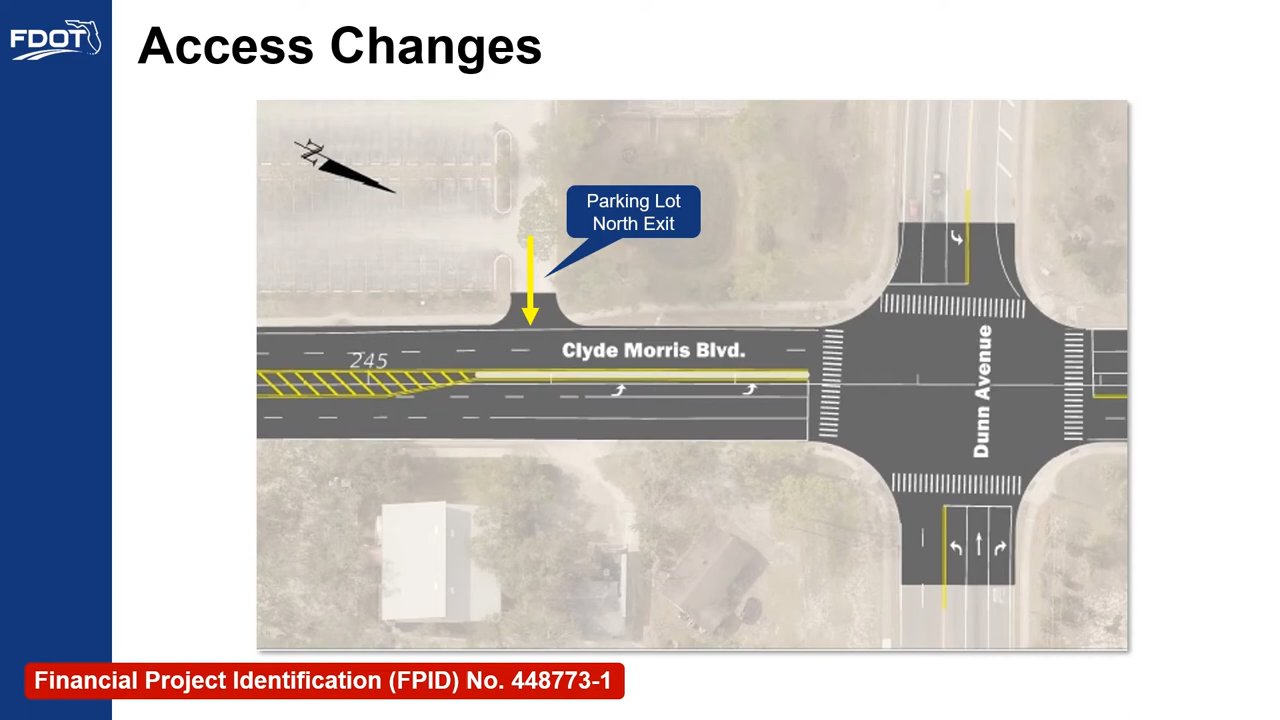 FDOT
Access Changes
N
Parking Lot
North Exit
245
Clyde Morris Blvd.
Dunn Avenue
Financial Project Identification (FPID) No. 448773-1